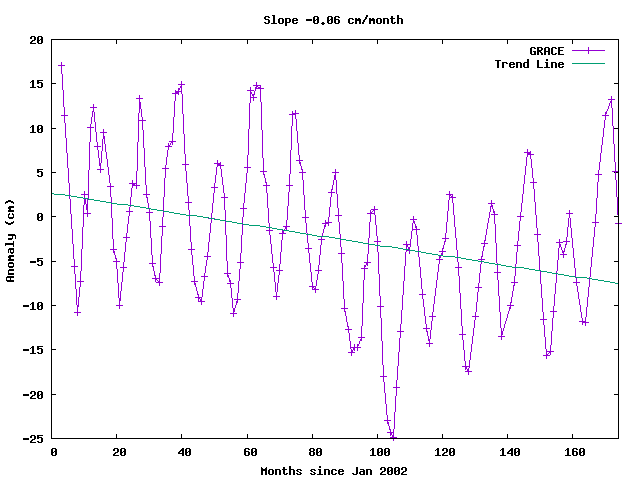 Slope -0.06 cm/month
GRACE
Trend Line
20
15
10
5
0
-5
-10
-15
-20
-25
Anomaly (cm)
0 20 40 60 80 100 120 140 160
Months since Jan 2002